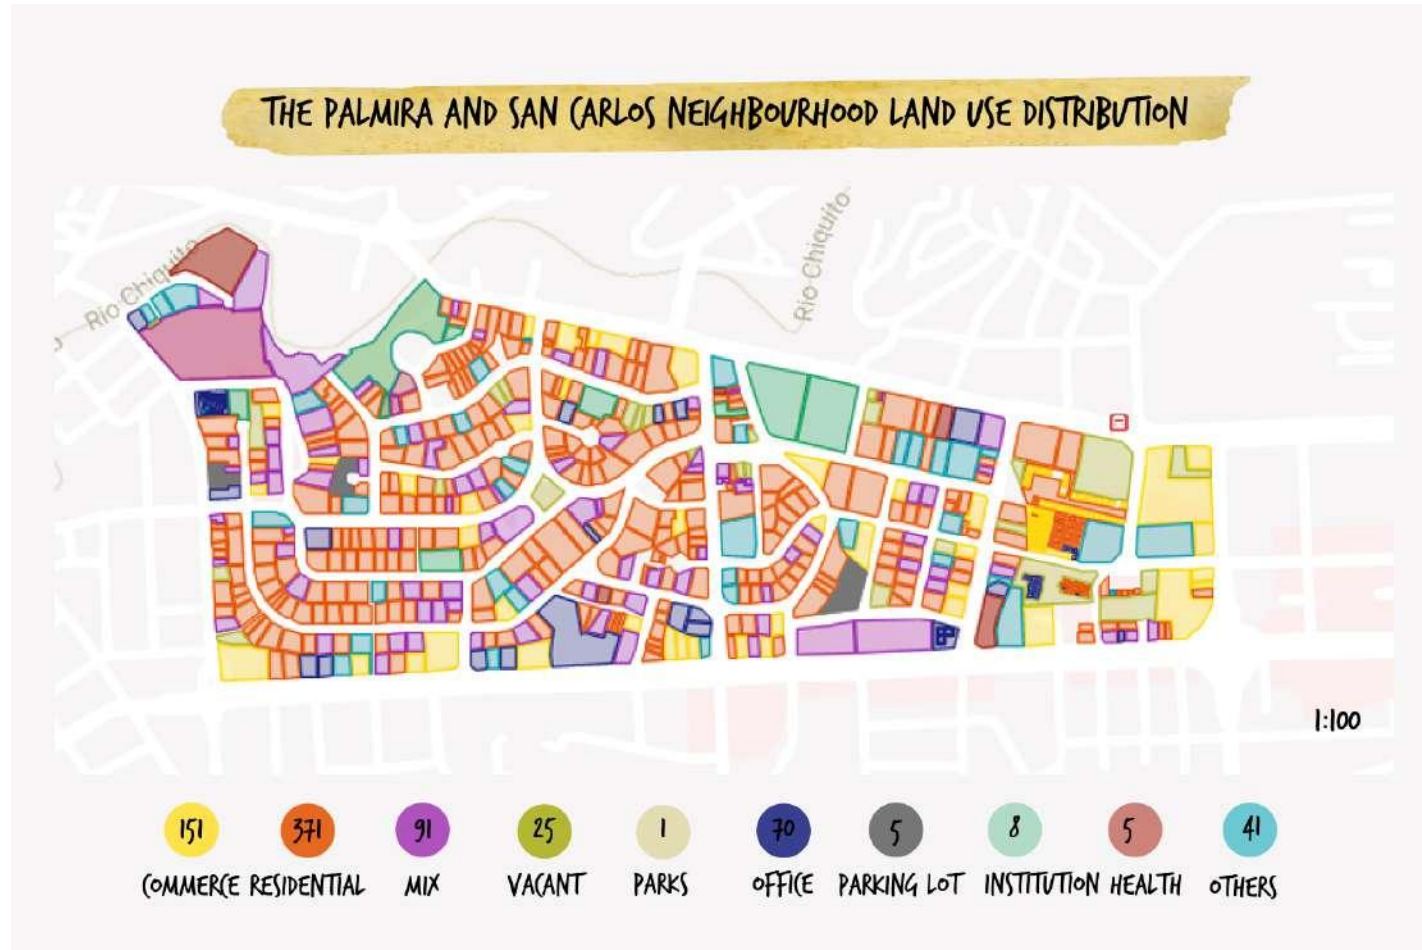 THE PALMIRA AND SAN CARLOS NEIGHBOURHOOD LAND USE DISTRIBUTION
Rio Chiquito
Rio Chiquito
1:100
151
371
91
25
1
70
5
8
5
41
COMMERCE
RESIDENTIAL
MIX
VACANT
PARKS
OFFICE
PARKING LOT
INSTITUTION
HEALTH
OTHERS